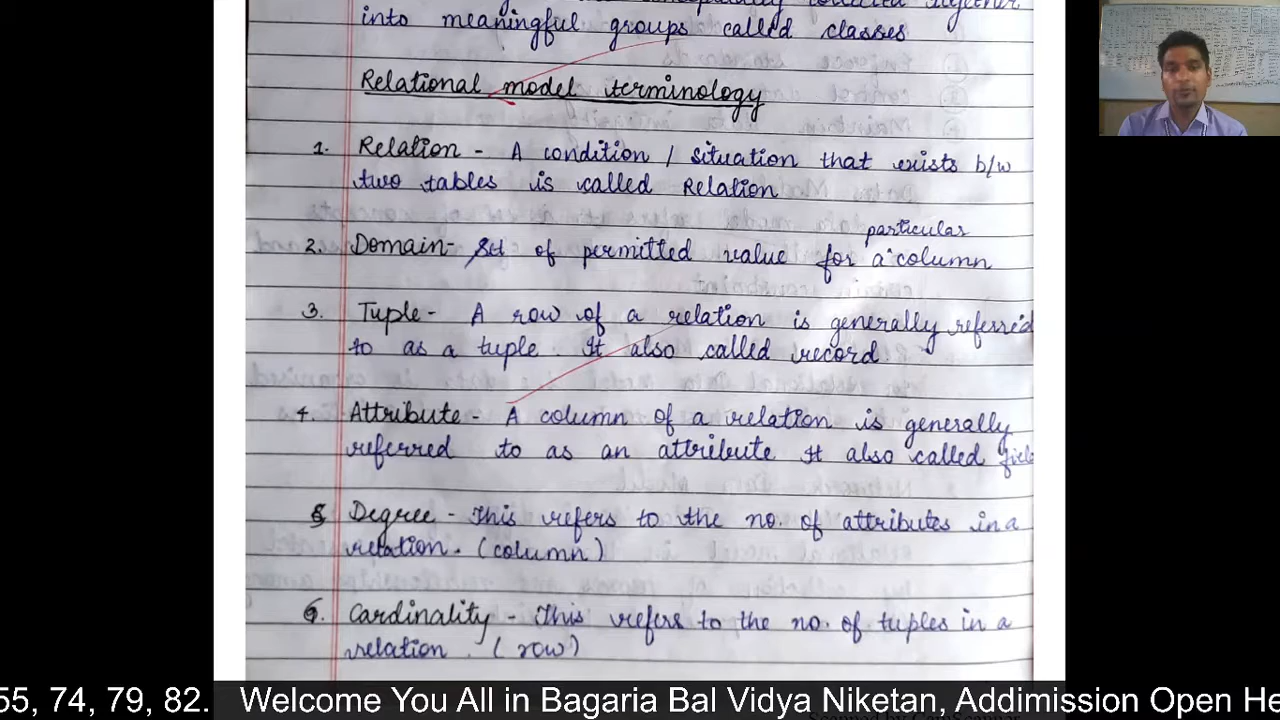 together
into meaningful groups called classes
Relational model terminology
1. Relation - A condition / situation that exists b/w
two tables is called Relation
particular
2. Domain- Set of permitted value for a column
3. Tuple - A row of a relation is generally referred
to as a tuple. It also called record.
4. Attribute - A column of a relation is generally
referred to as an attribute It also called fiel
5 Degree - This refers to the no. of attributes in a
relation. (column)
6. Cardinality - This refers to the no. of tuples in a
relation. (row)
55, 74, 79, 82. Welcome You All in Bagaria Bal Vidya Niketan, Addimission Open He